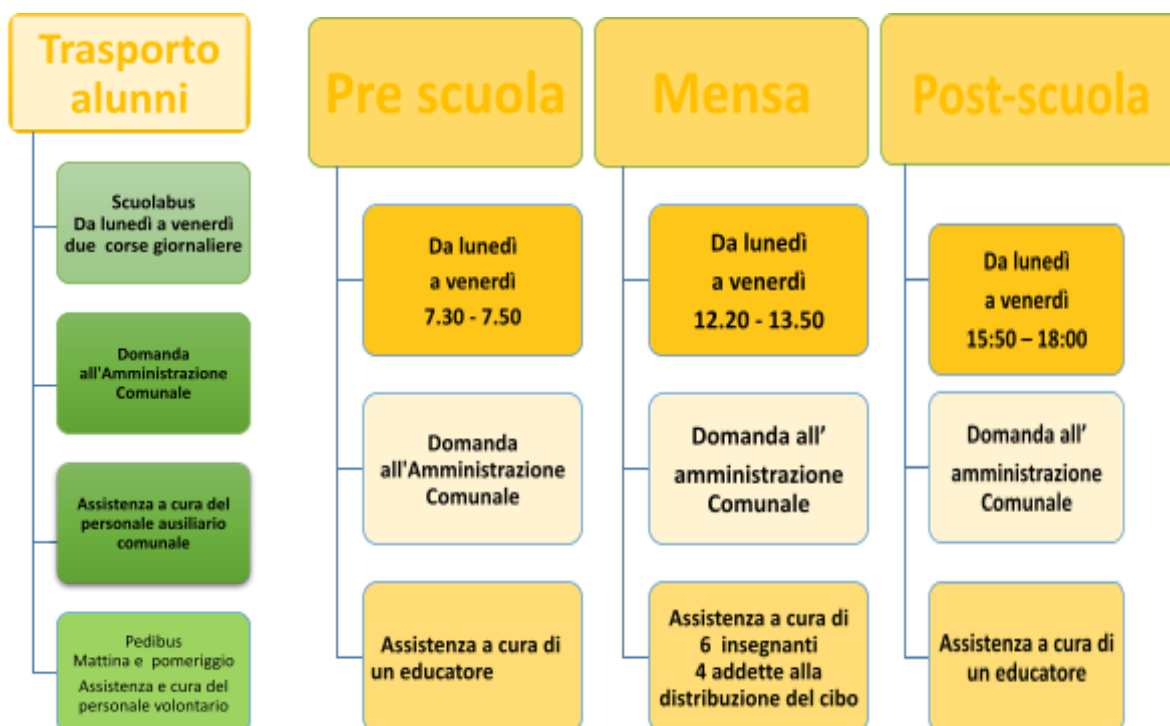 Trasporto
alunni
Scuolabus
Da lunedì a venerdì
due corse giornaliere
Domanda
all'Amministrazione
Comunale
Assistenza a cura del
personale ausiliario
comunale
Pedibus
Mattina e pomeriggio
Assistenza e cura del
personale volontario
Pre scuola
Da lunedì
a venerdì
7.30 - 7.50
Domanda
all'Amministrazione
Comunale
Assistenza a cura di
un educatore
Mensa
Da lunedì
a venerdì
12.20 - 13.50
Domanda all'
amministrazione
Comunale
Assistenza a cura di
6 insegnanti
4 addette alla
distribuzione del cibo
Post-scuola
Da lunedì
a venerdì
15:50 – 18:00
Domanda all'
amministrazione
Comunale
Assistenza a cura di
un educatore